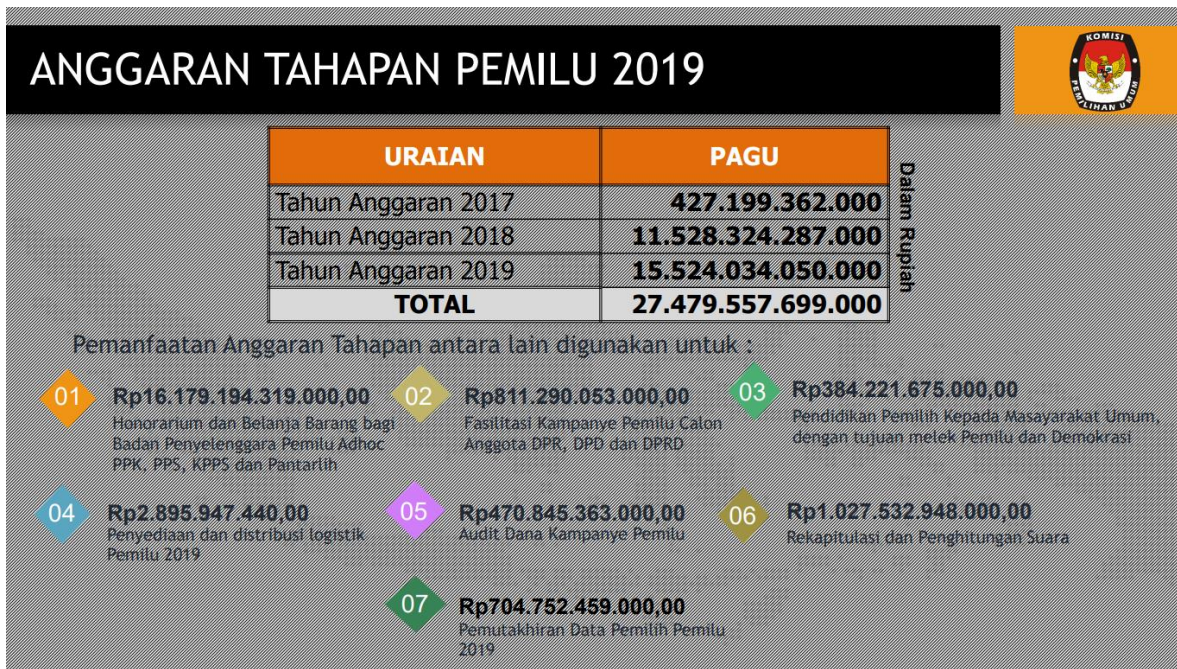 ANGGARAN TAHAPAN PEMILU 2019
KOMISI
PEMILIHAN UMUM
URAIAN PAGU
Dalam Rupiah
Tahun Anggaran 2017 427.199.362.000
Tahun Anggaran 2018 11.528.324.287.000
Tahun Anggaran 2019 15.524.034.050.000
TOTAL 27.479.557.699.000
Pemanfaatan Anggaran Tahapan antara lain digunakan untuk :
01
Rp16.179.194.319.000,00
Honorarium dan Belanja Barang bagi
Badan Penyelenggara Pemilu Adhoc
PPK, PPS, KPPS dan Pantarlih
02
Rp811.290.053.000,00
Fasilitasi Kampanye Pemilu Calon
Anggota DPR, DPD dan DPRD
03
Rp384.221.675.000,00
Pendidikan Pemilih Kepada Masayarakat Umum,
dengan tujuan melek Pemilu dan Demokrasi
04
Rp2.895.947.440,00
Penyediaan dan distribusi logistik
Pemilu 2019
05
Rp470.845.363.000,00
Audit Dana Kampanye Pemilu
06
Rp1.027.532.948.000,00
Rekapitulasi dan Penghitungan Suara
07
Rp704.752.459.000,00
Pemutakhiran Data Pemilih Pemilu
2019